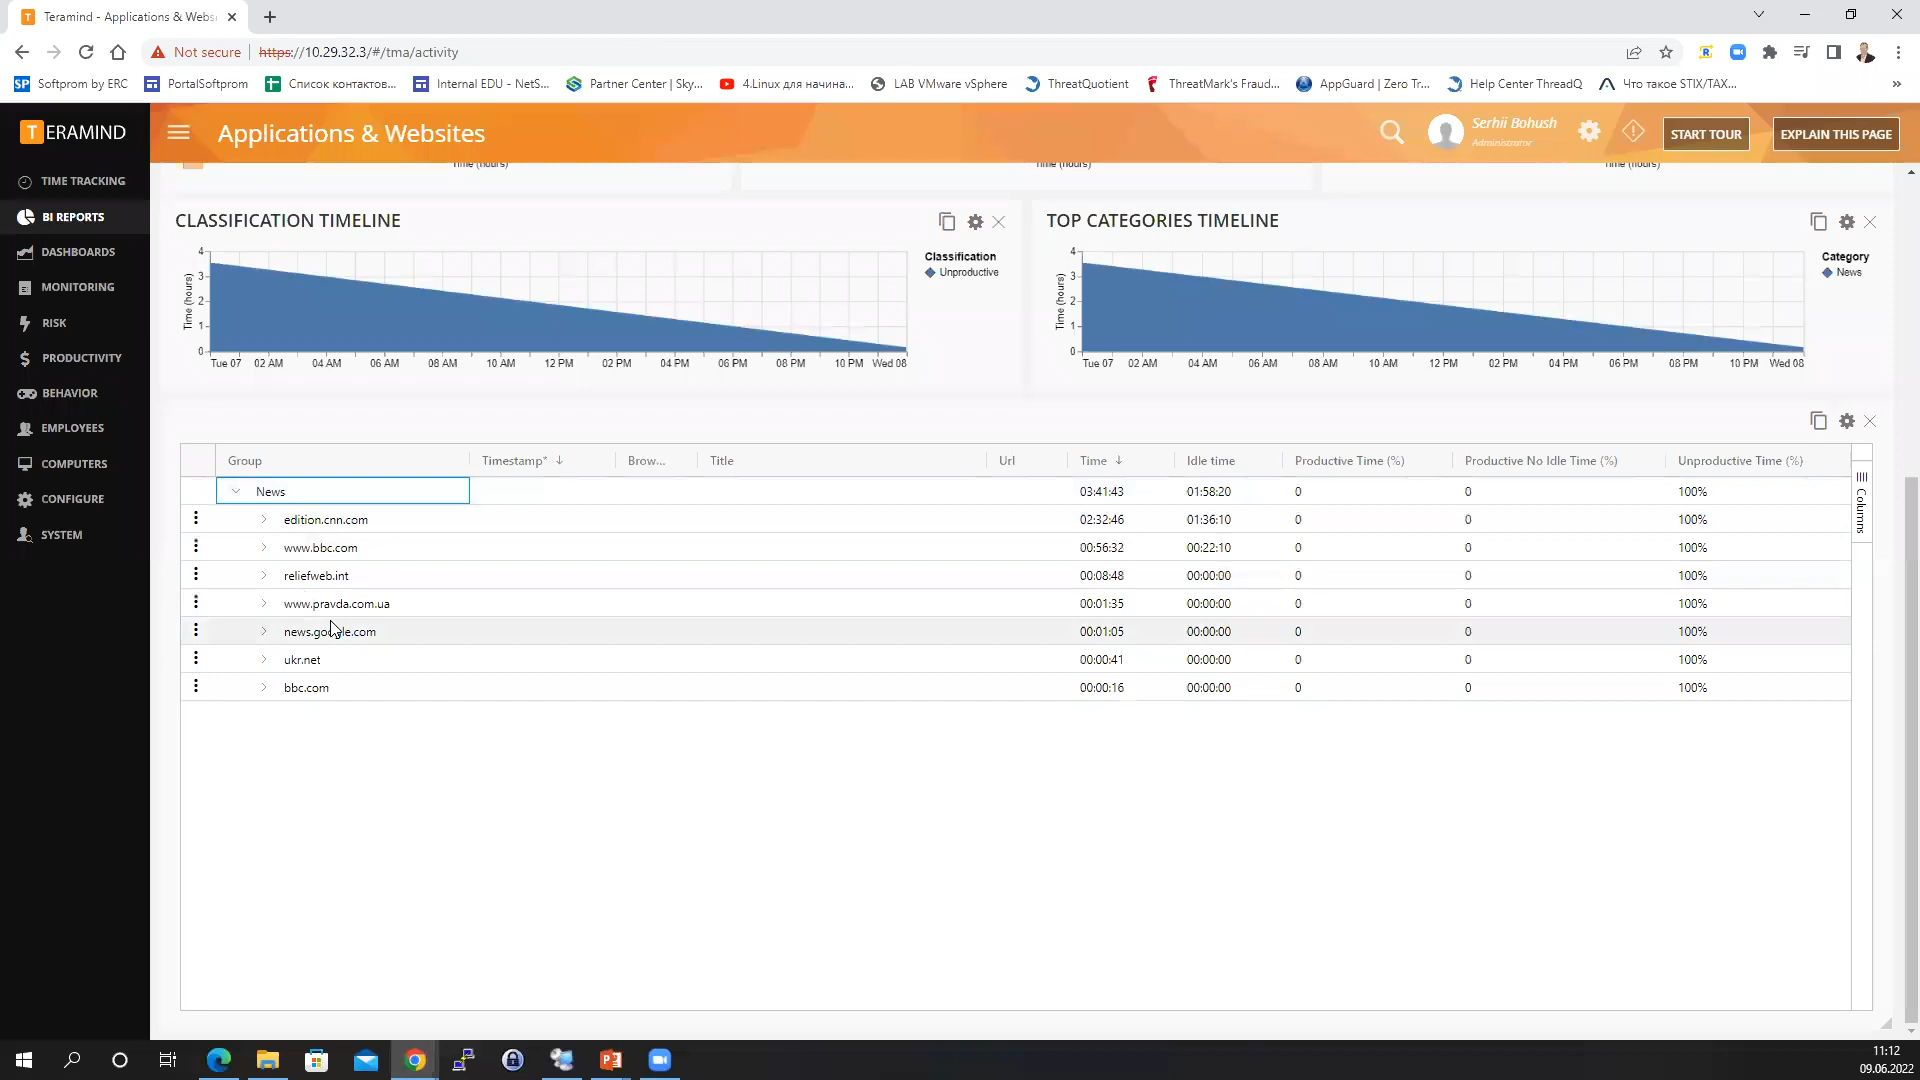 Teramind - Applications & Webs
Not secure https://10.29.32.3/#/tma/activity
Softprom by ERC PortalSoftprom Список контактов... Internal EDU - NetS... Partner Center | Sky... 4.Linux для начина... LAB VMware vSphere ThreatQuotient ThreatMark's Fraud... AppGuard | Zero Tr... Help Center ThreadQ Что такое STIX/TAX...
TERAMIND
Applications & Websites
Serhii Bohush
Administrator
START TOUR
EXPLAIN THIS PAGE
TIME TRACKING
BI REPORTS
DASHBOARDS
MONITORING
RISK
PRODUCTIVITY
BEHAVIOR
EMPLOYEES
COMPUTERS
CONFIGURE
SYSTEM
Time (hours) Time (hours) Time (hours)
CLASSIFICATION TIMELINE
Time (hours)
4
3
2
1
0
Tue 07 02 AM 04 AM 06 AM 08 AM 10 AM 12 PM 02 PM 04 PM 06 PM 08 PM 10 PM Wed 08
Classification
Unproductive
TOP CATEGORIES TIMELINE
Time (hours)
4
3
2
1
0
Tue 07 02 AM 04 AM 06 AM 08 AM 10 AM 12 PM 02 PM 04 PM 06 PM 08 PM 10 PM Wed 08
Category
News
Group Timestamp* Brow... Title Url Time Idle time Productive Time (%) Productive No Idle Time (%) Unproductive Time (%)
News 03:41:43 01:58:20 0 0 100%
edition.cnn.com 02:32:46 01:36:10 0 0 100%
www.bbc.com 00:56:32 00:22:10 0 0 100%
reliefweb.int 00:08:48 00:00:00 0 0 100%
www.pravda.com.ua 00:01:35 00:00:00 0 0 100%
news.google.com 00:01:05 00:00:00 0 0 100%
ukr.net 00:00:41 00:00:00 0 0 100%
bbc.com 00:00:16 00:00:00 0 0 100%
Columns
11:12
09.06.2022